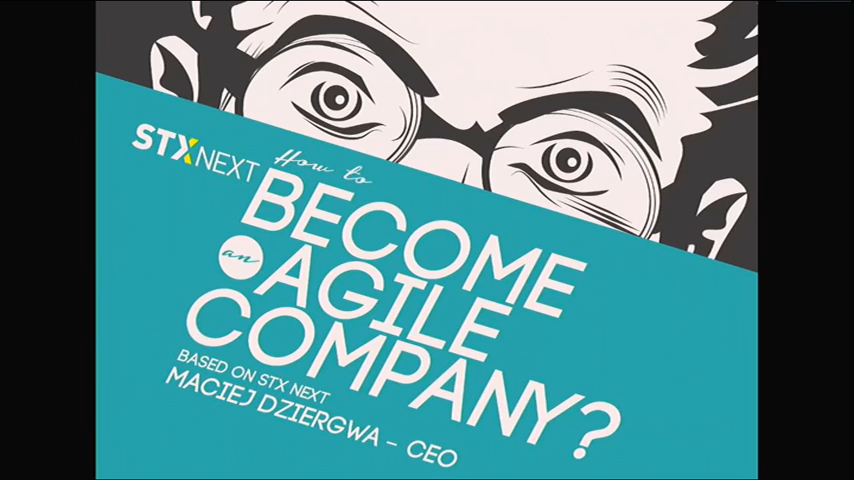 STX NEXT
How to
BECOME
an AGILE
COMPANY?
BASED ON STX NEXT
MACIEJ DZIERGWA – CEO